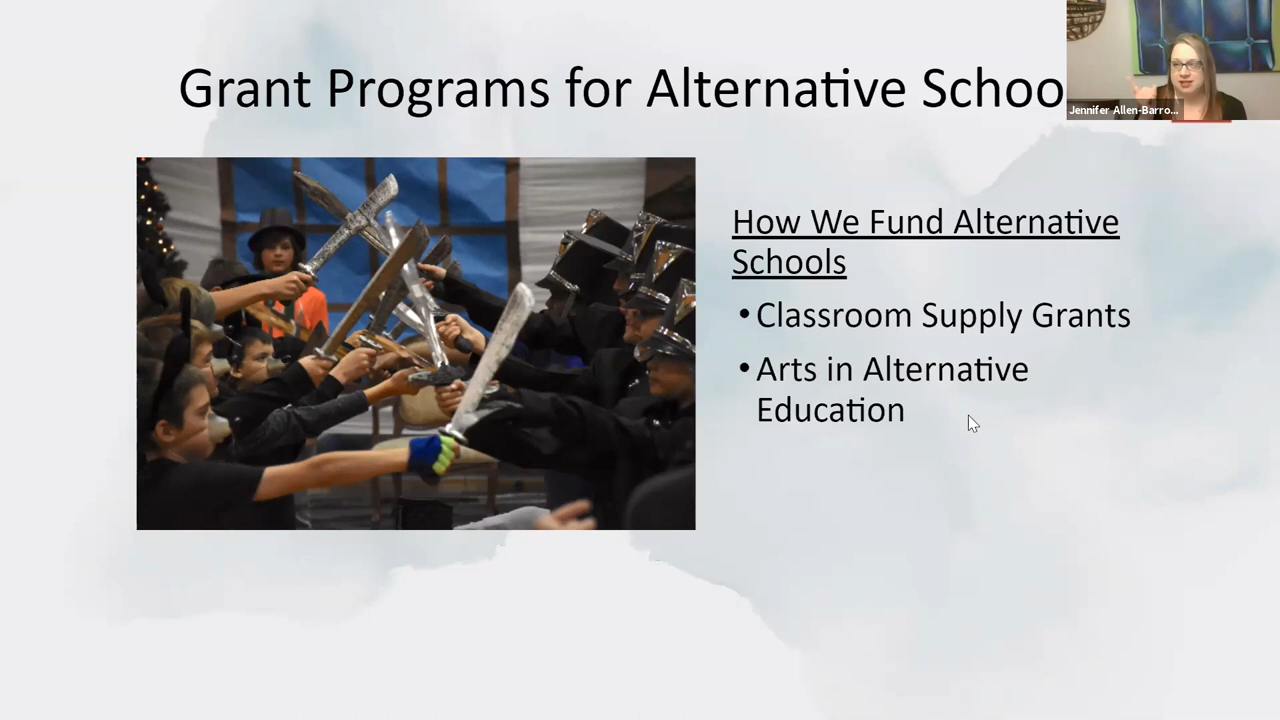 Grant Programs for Alternative Schoo
Jennifer Allen-Barro...
How We Fund Alternative
Schools
•Classroom Supply Grants
•Arts in Alternative
Education